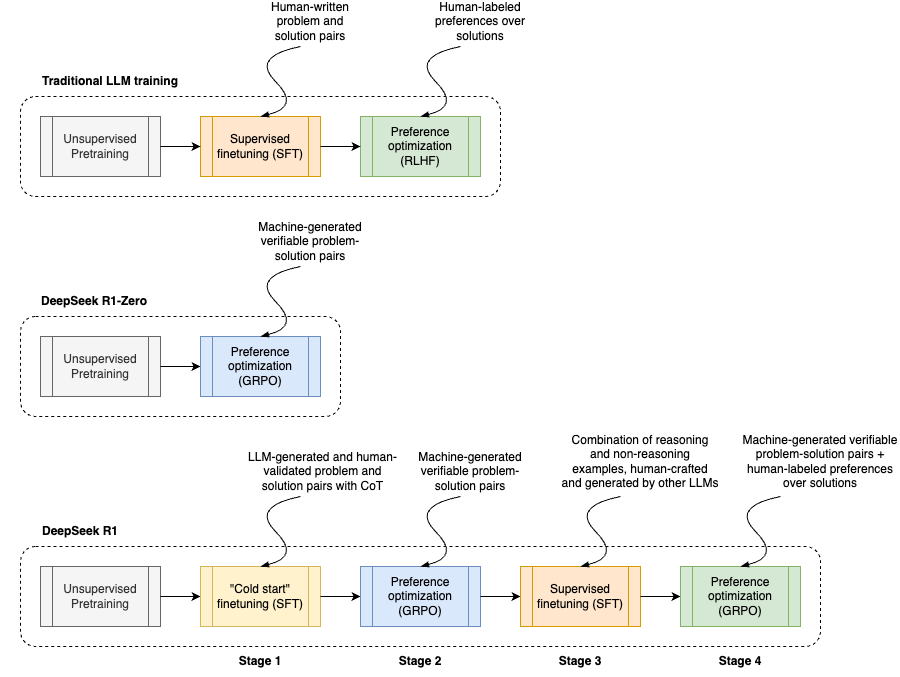 Human-written
problem and
solution pairs
Human-labeled
preferences over
solutions
Traditional LLM training
Unsupervised
Pretraining
Supervised
finetuning (SFT)
Preference
optimization
(RLHF)
Machine-generated
verifiable problem-
solution pairs
DeepSeek R1-Zero
Unsupervised
Pretraining
Preference
optimization
(GRPO)
LLM-generated and human-
validated problem and
solution pairs with CoT
Machine-generated
verifiable problem-
solution pairs
Combination of reasoning
and non-reasoning
examples, human-crafted
and generated by other LLMs
Machine-generated verifiable
problem-solution pairs +
human-labeled preferences
over solutions
DeepSeek R1
Unsupervised
Pretraining
"Cold start"
finetuning (SFT)
Preference
optimization
(GRPO)
Supervised
finetuning (SFT)
Preference
optimization
(GRPO)
Stage 1
Stage 2
Stage 3
Stage 4